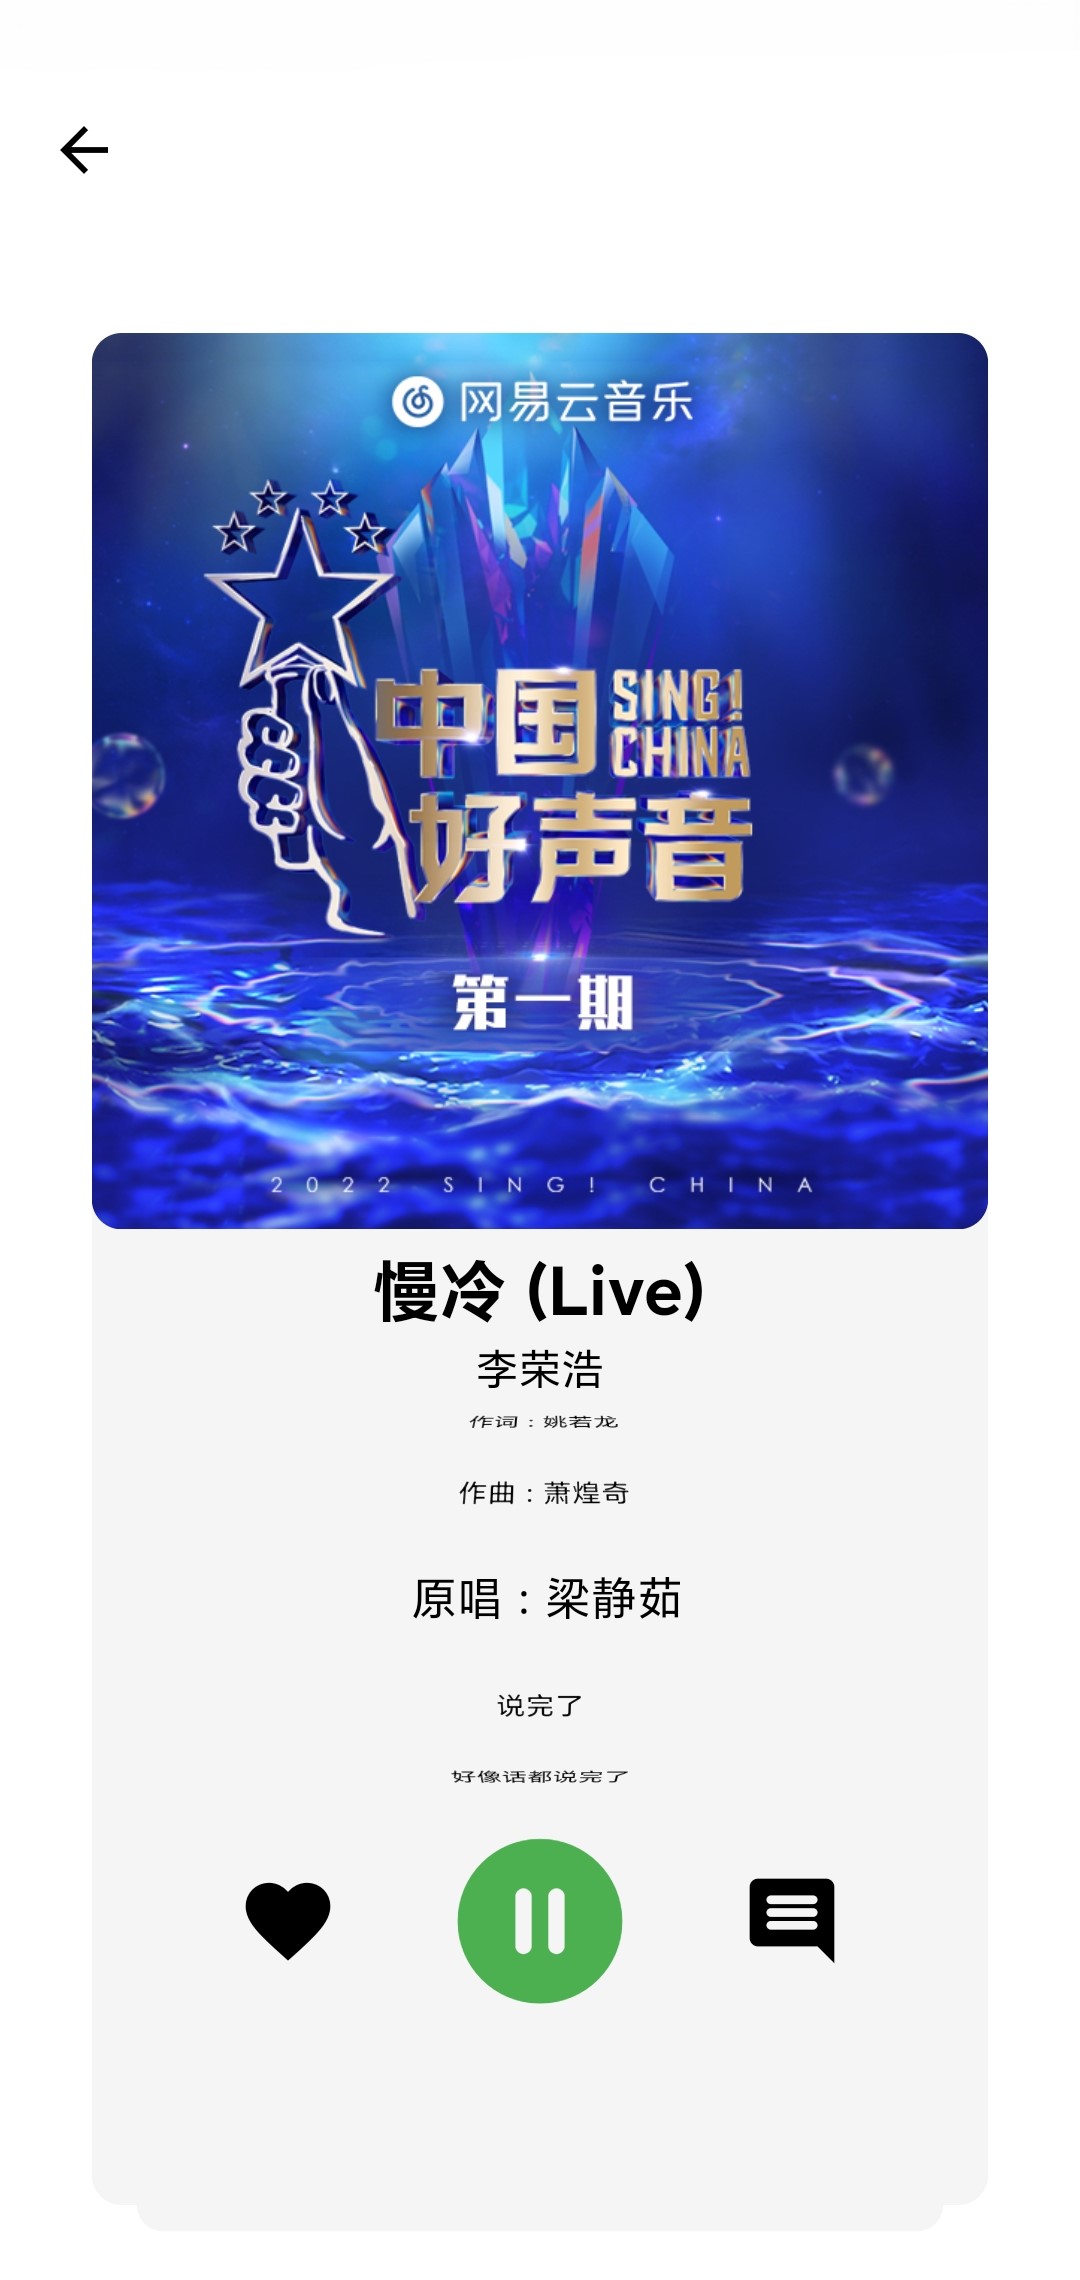 网易云音乐
中国
SING!
CHINA
好声音
第一期
2022 SING! CHINA
慢冷 (Live)
李荣浩
作词：姚若龙
作曲：萧煌奇
原唱：梁静茹
说完了
好像话都说完了